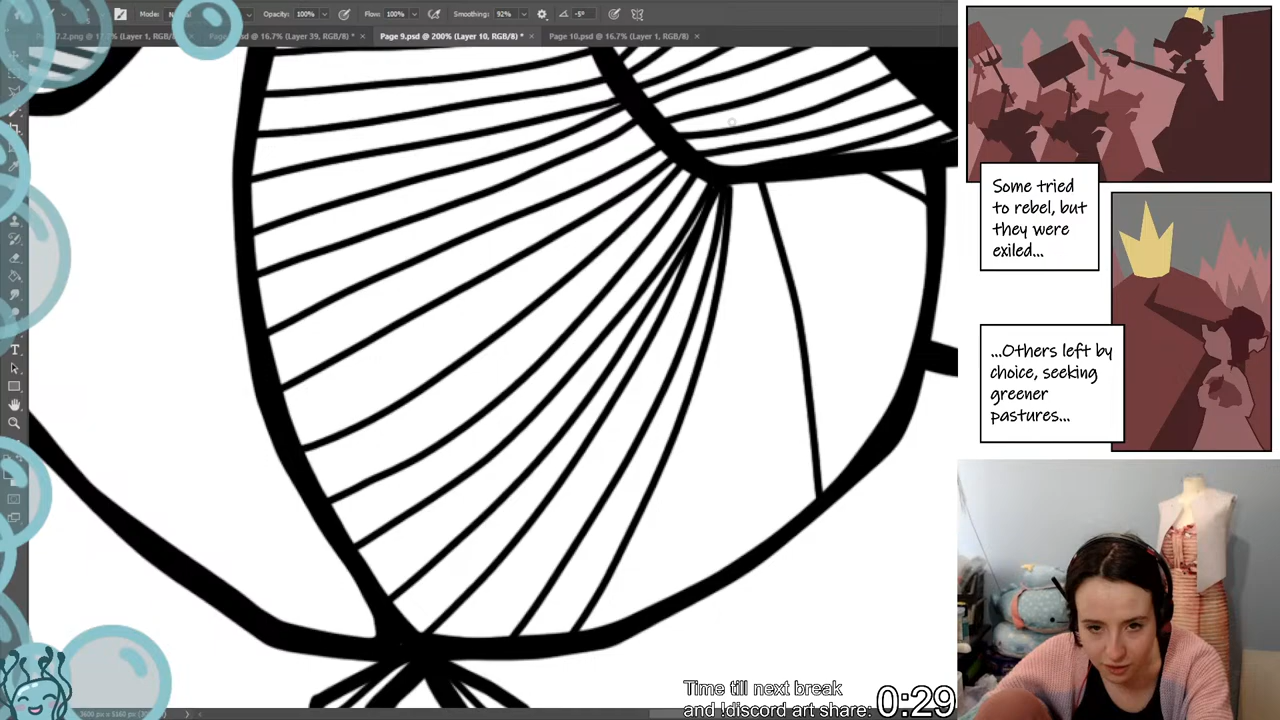 Mode:
Opacity: 100%
Flow: 100%
Smoothing: 92%
-5°
Page 9.psd @ 200% (Layer 10, RGB/8) *
Page 10.psd @ 16.7% (Layer 1, RGB/8)
Some tried
to rebel, but
they were
exiled...
...Others left by
choice, seeking
greener
pastures...
Time till next break
and !discord art share:
0:29